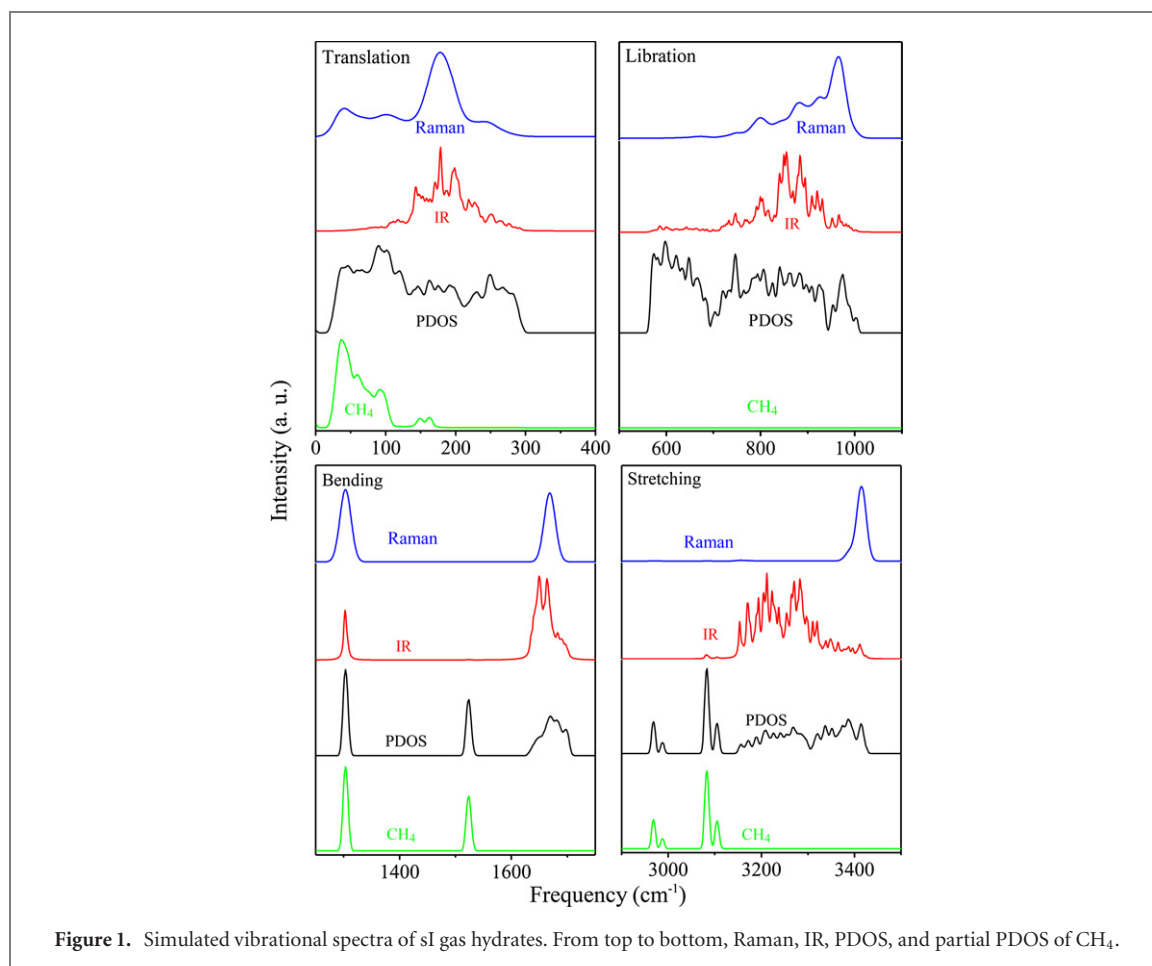 Translation
Raman
IR
PDOS
CH₄
0 100 200 300 400
Libration
Raman
IR
PDOS
CH₄
600 800 1000
Intensity (a. u.)
Bending
Raman
IR
PDOS
CH₄
1400 1600
Stretching
Raman
IR
PDOS
CH₄
3000 3200 3400
Frequency (cm⁻¹)
Figure 1. Simulated vibrational spectra of sI gas hydrates. From top to bottom, Raman, IR, PDOS, and partial PDOS of CH₄.